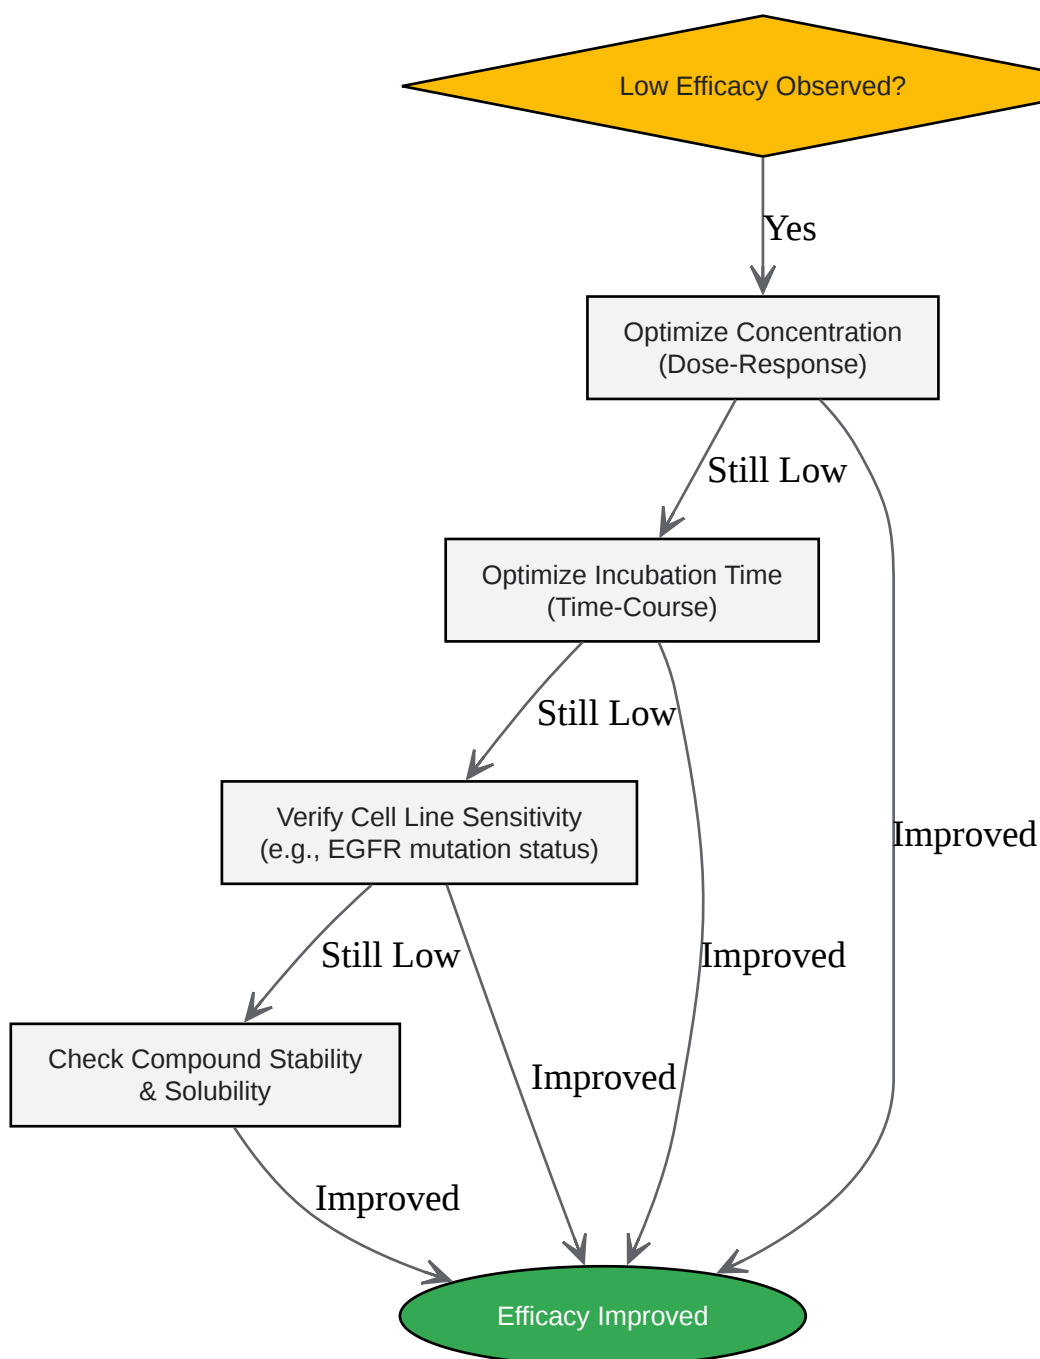 Low Efficacy Observed?
Yes
Optimize Concentration
(Dose-Response)
Still Low
Optimize Incubation Time
(Time-Course)
Still Low
Verify Cell Line Sensitivity
(e.g., EGFR mutation status)
Improved
Still Low
Improved
Check Compound Stability
& Solubility
Improved
Improved
Efficacy Improved